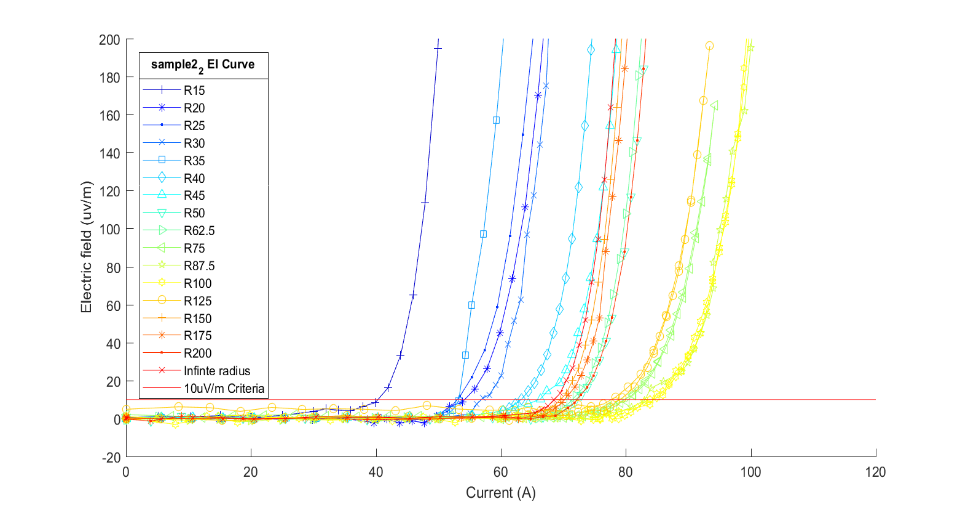 200
180
160
140
120
100
80
60
40
20
10
0
-20
0
20
40
60
80
100
120
Electric field (uv/m)
Current (A)
sample2₂ EI Curve
R15
R20
R25
R30
R35
R40
R45
R50
R62.5
R75
R87.5
R100
R125
R150
R175
R200
Infinte radius
10uV/m Criteria